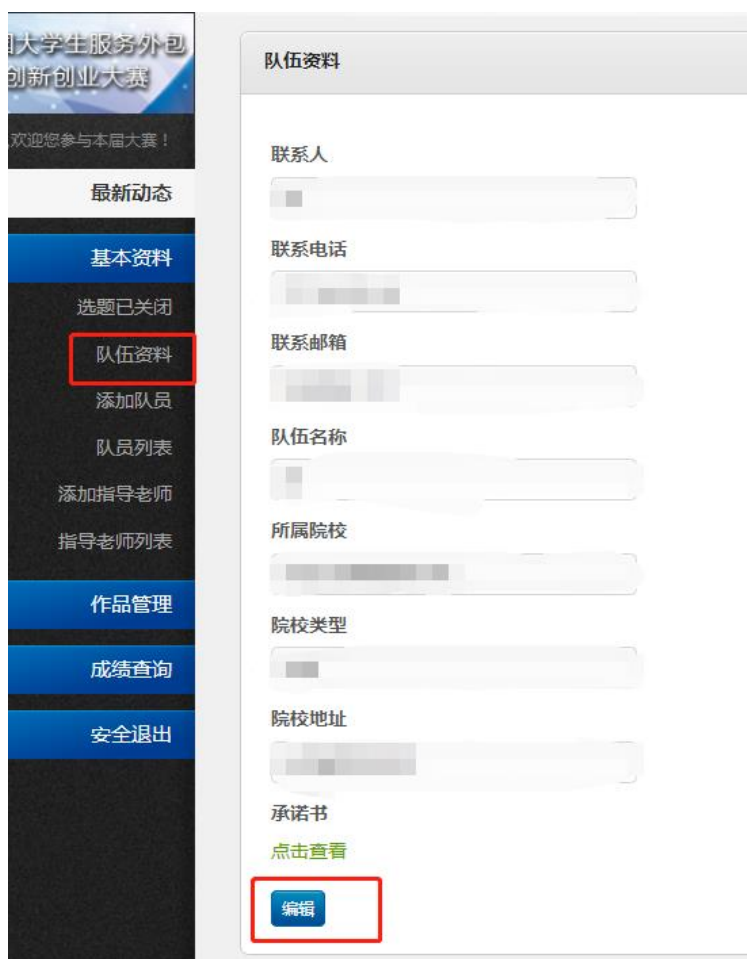 大学生服务外包
创新创业大赛
欢迎您参与本届大赛！
最新动态
基本资料
选题已关闭
队伍资料
添加队员
队员列表
添加指导老师
指导老师列表
作品管理
成绩查询
安全退出
队伍资料
联系人
联系电话
联系邮箱
队伍名称
所属院校
院校类型
院校地址
承诺书
点击查看
编辑